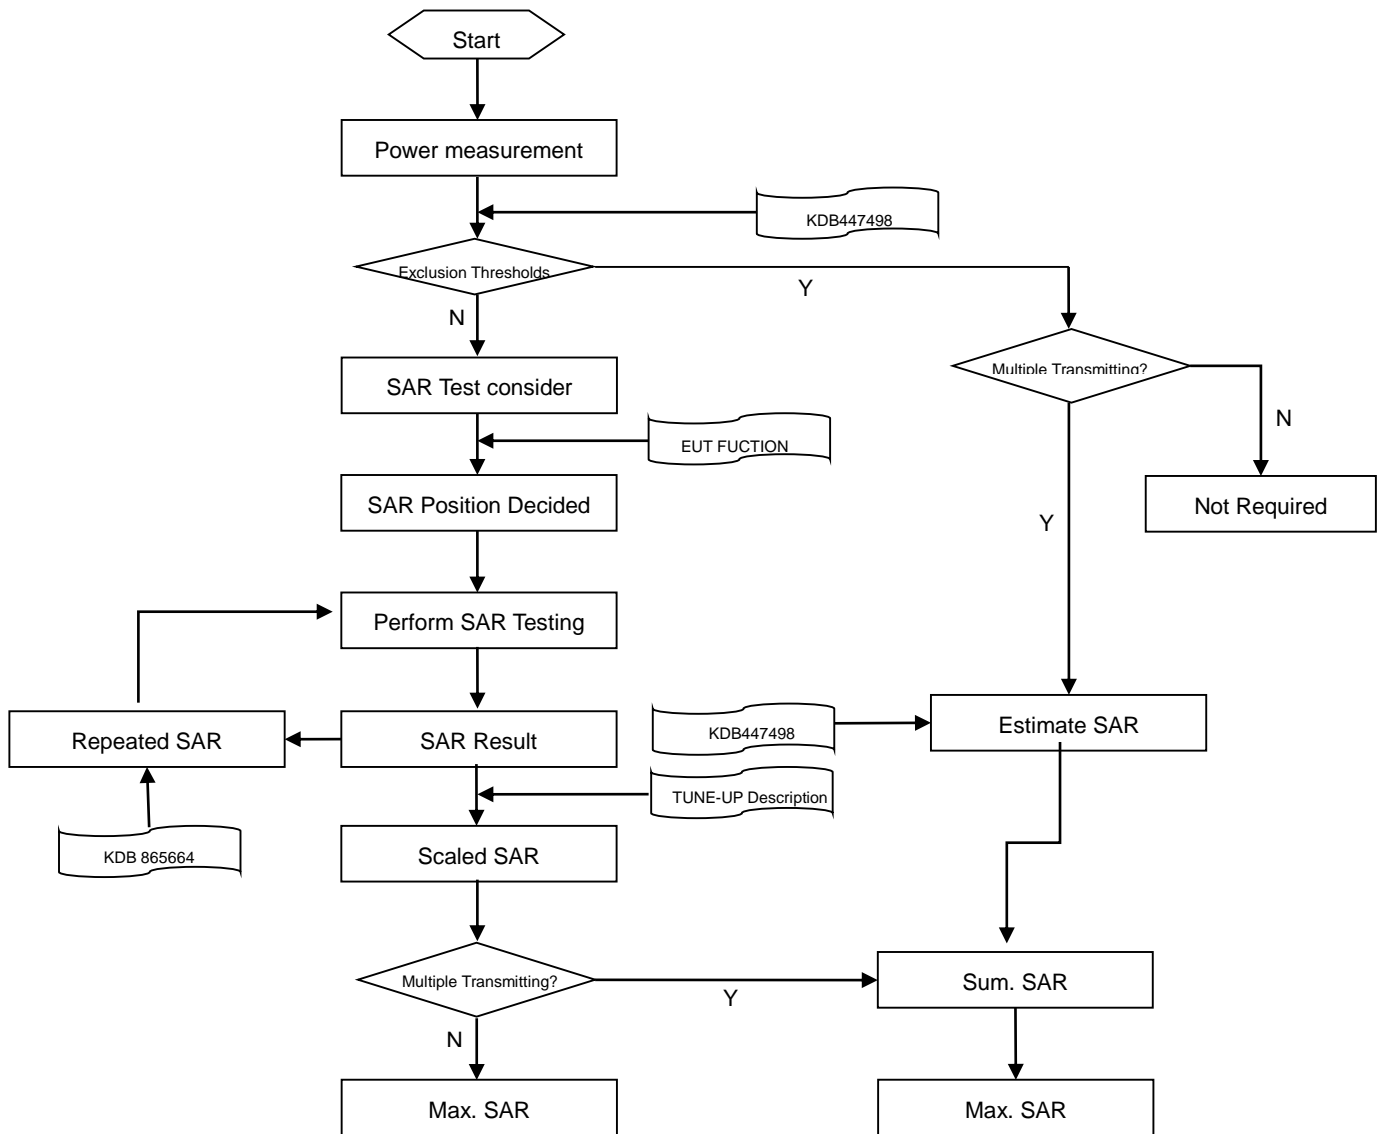 Start
Power measurement
KDB447498
Exclusion Thresholds
Y
N
SAR Test consider
Multiple Transmitting?
N
EUT FUCTION
SAR Position Decided
Not Required
Y
Perform SAR Testing
Repeated SAR
SAR Result
KDB447498
Estimate SAR
TUNE-UP Description
KDB 865664
Scaled SAR
Multiple Transmitting?
Y
Sum. SAR
N
Max. SAR
Max. SAR